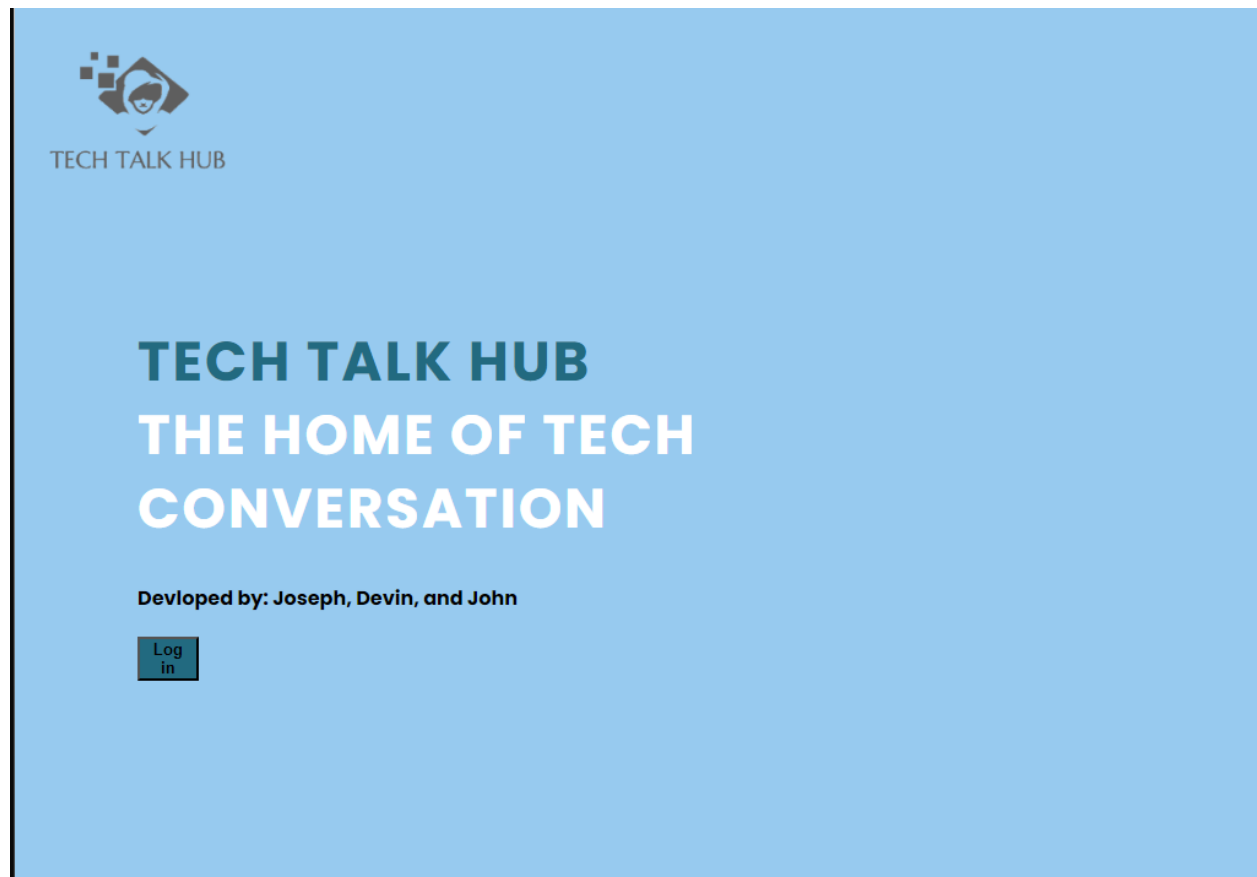 TECH TALK HUB
TECH TALK HUB
THE HOME OF TECH
CONVERSATION
Devloped by: Joseph, Devin, and John
Log
in